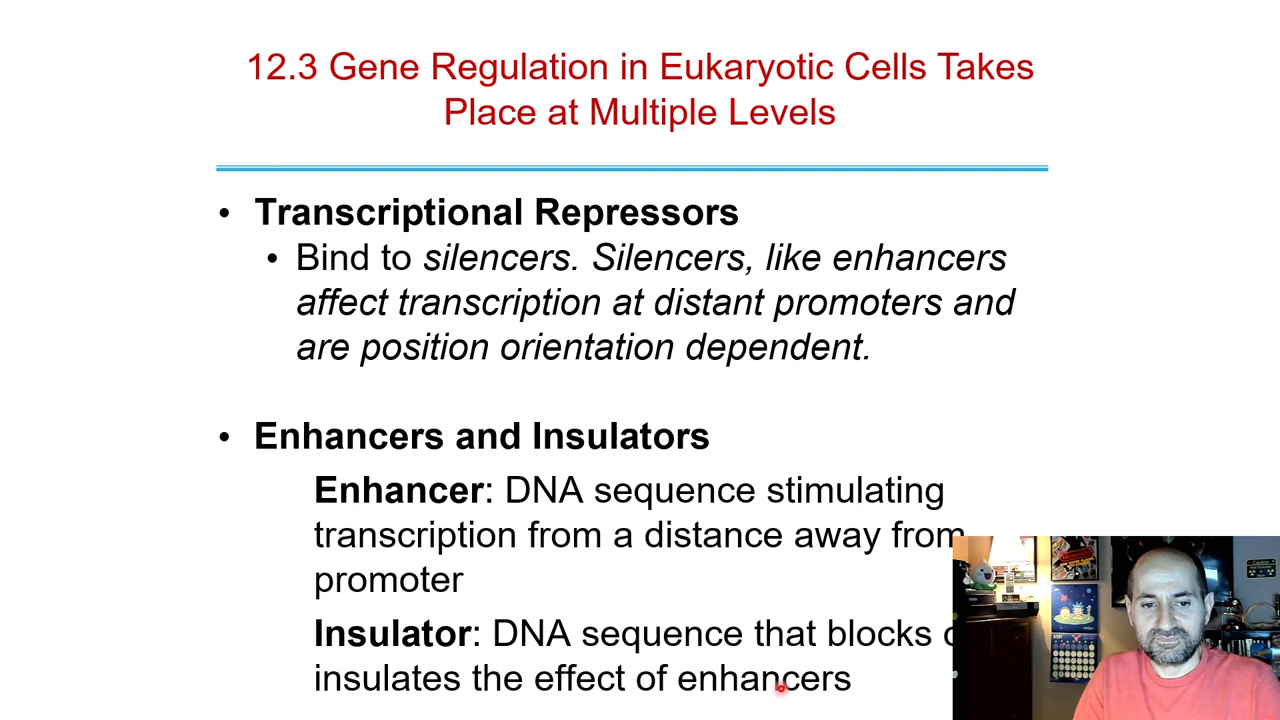 12.3 Gene Regulation in Eukaryotic Cells Takes
Place at Multiple Levels
• Transcriptional Repressors
• Bind to silencers. Silencers, like enhancers
affect transcription at distant promoters and
are position orientation dependent.
• Enhancers and Insulators
Enhancer: DNA sequence stimulating
transcription from a distance away from
promoter
Insulator: DNA sequence that blocks
insulates the effect of enhancers